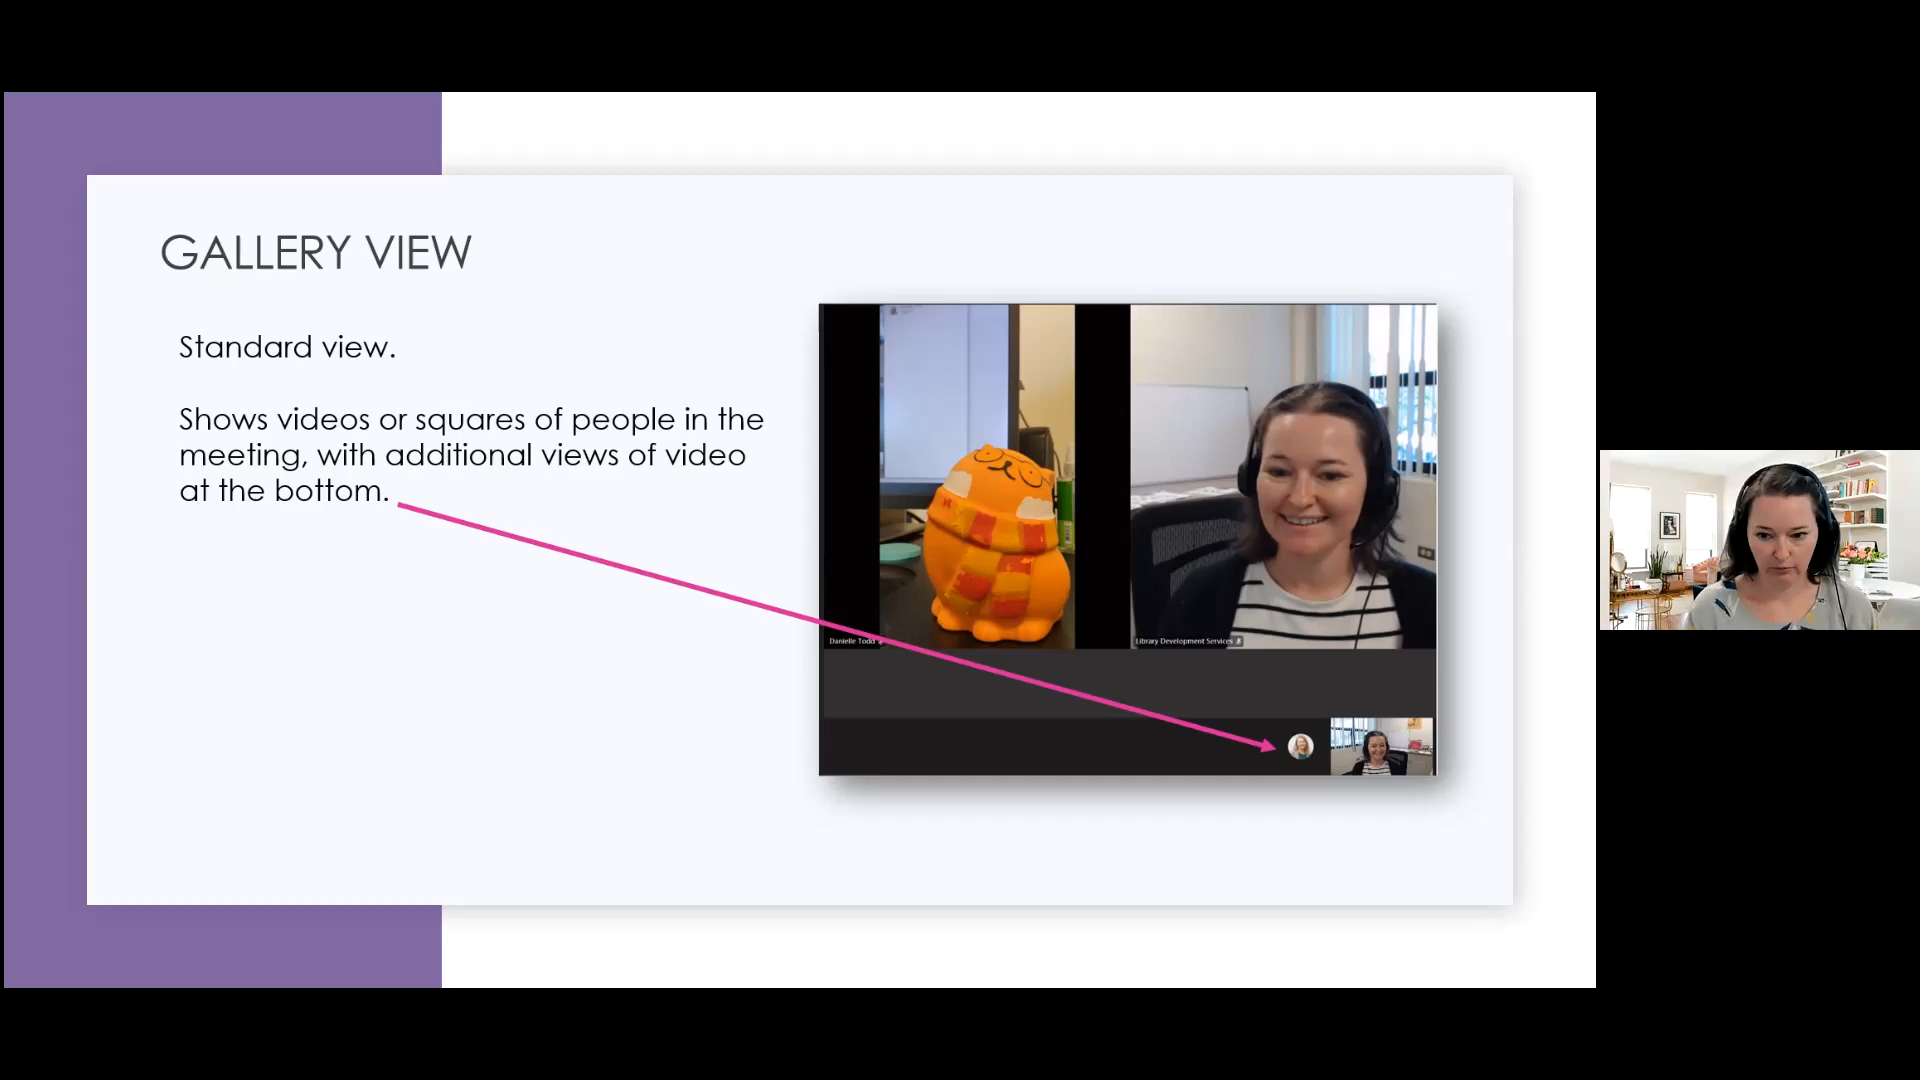 GALLERY VIEW
Standard view.
Shows videos or squares of people in the
meeting, with additional views of video
at the bottom.
Danielle Todd
Library Development Services